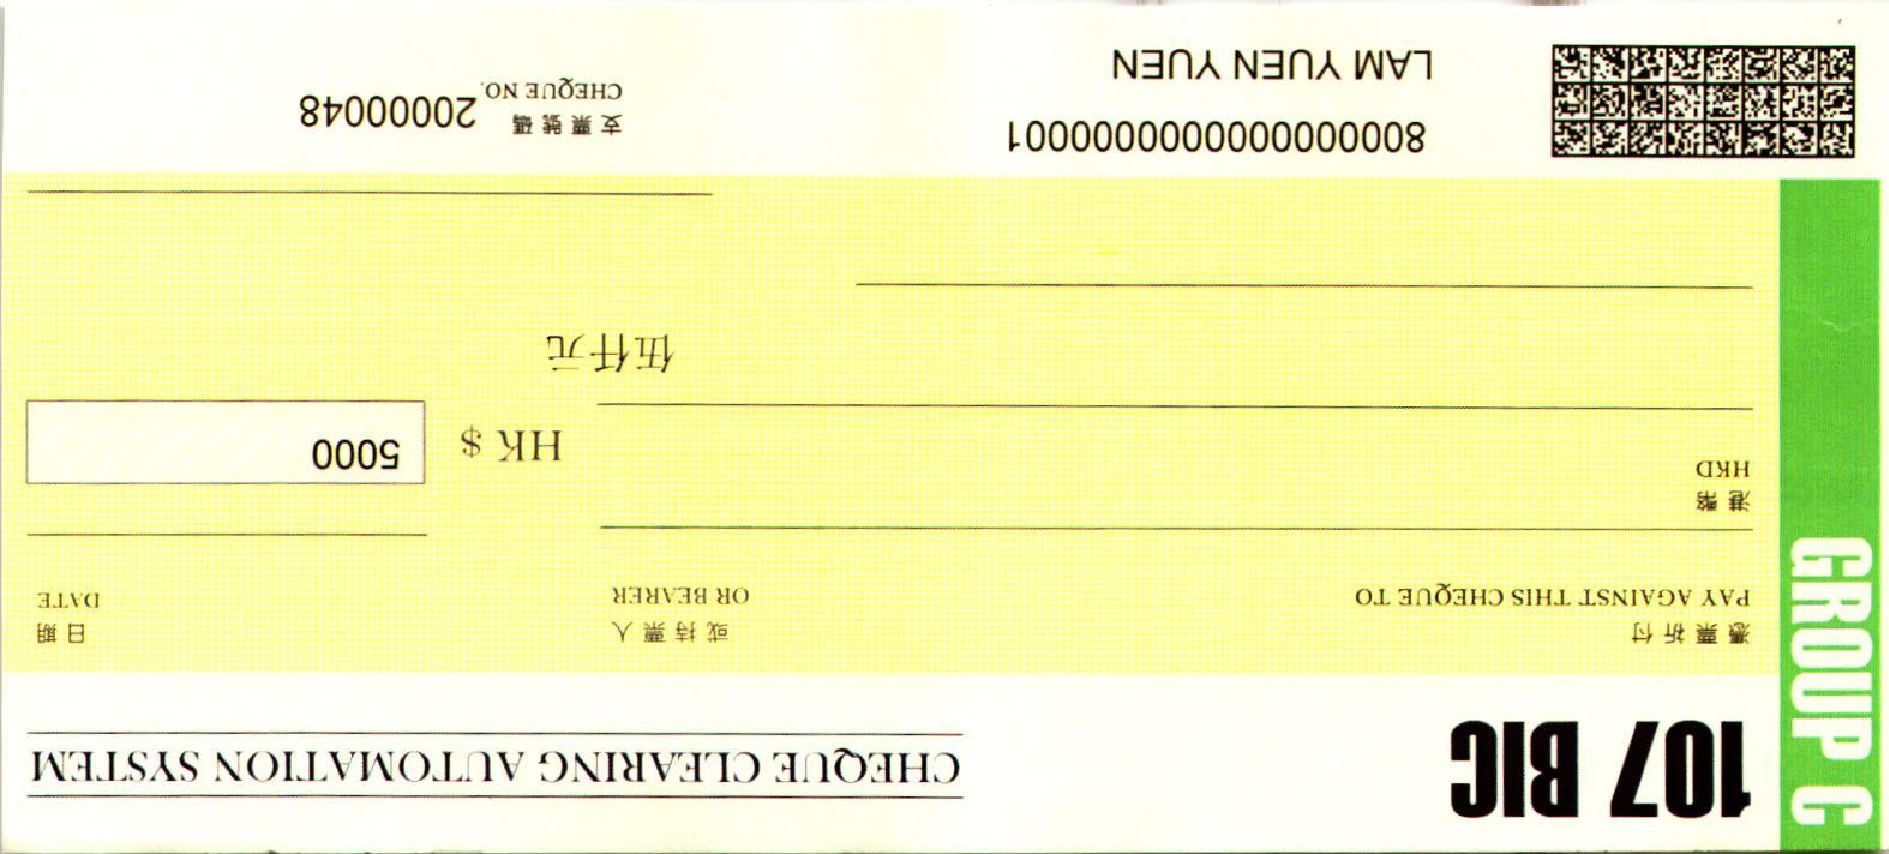 107 BIC
CHEQUE CLEARING AUTOMATION SYSTEM
GROUP C
憑票祈付
PAY AGAINST THIS CHEQUE TO
或持票人
OR BEARER
日期
DATE
港幣
HKD
HK $
5000
伍仟元
支票號碼
CHEQUE NO.
20000048
LAM YUEN YUEN